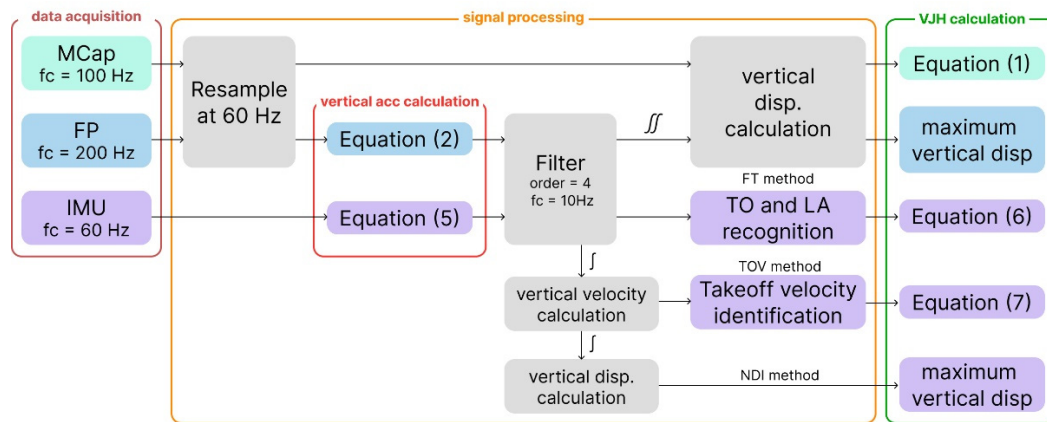 data acquisition
signal processing
VJH calculation
MCap
fc = 100 Hz
FP
fc = 200 Hz
IMU
fc = 60 Hz
Resample
at 60 Hz
vertical acc calculation
Equation (2)
Equation (5)
Filter
order = 4
fc = 10Hz
∬
vertical
disp.
calculation
FT method
TO and LA
recognition
∫
TOV method
vertical velocity
calculation
Takeoff velocity
identification
∫
vertical disp.
calculation
NDI method
Equation (1)
maximum
vertical disp
Equation (6)
Equation (7)
maximum
vertical disp